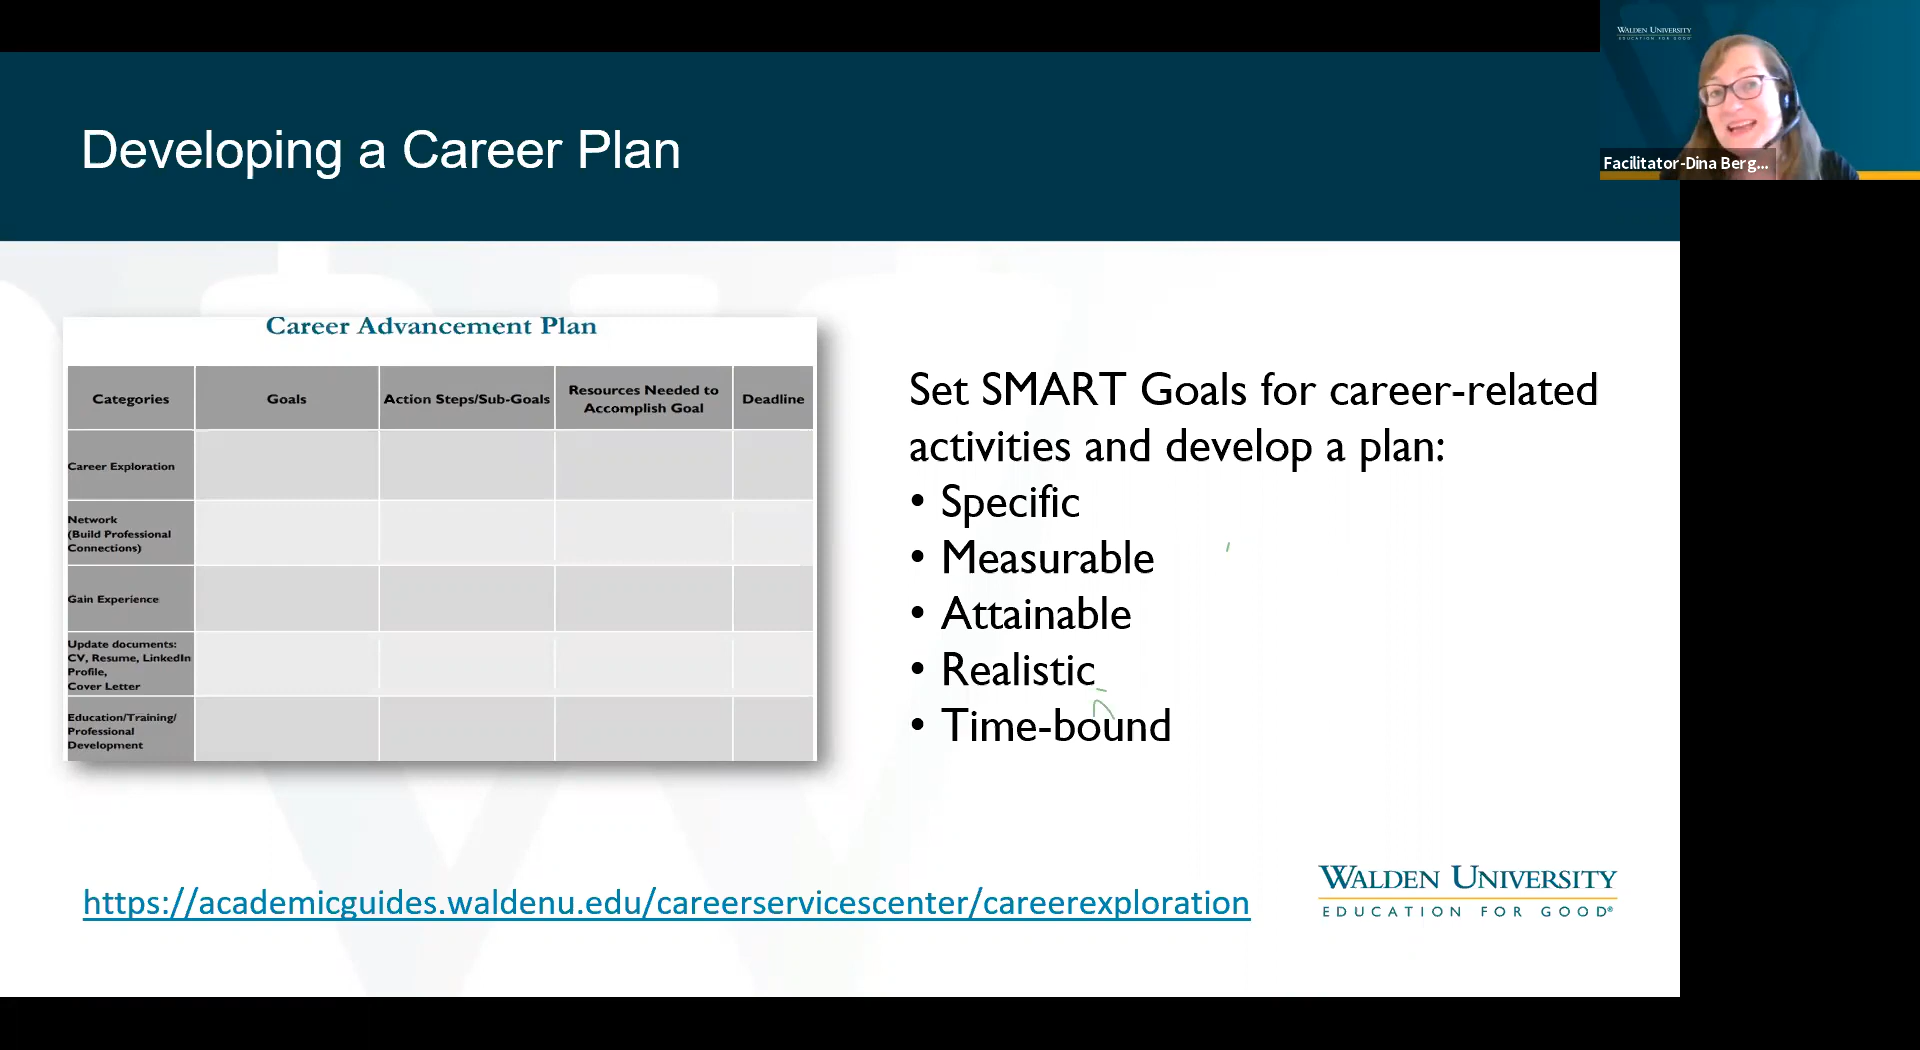 WALDEN UNIVERSITY
EDUCATION FOR GOOD
Facilitator-Dina Berg...
Developing a Career Plan
Career Advancement Plan
Categories
Goals
Action Steps/Sub-Goals
Resources Needed to
Accomplish Goal
Deadline
Career Exploration
Network
(Build Professional
Connections)
Gain Experience
Update documents:
CV, Resume, LinkedIn
Profile,
Cover Letter
Education/Training/
Professional
Development
Set SMART Goals for career-related
activities and develop a plan:
• Specific
• Measurable
• Attainable
• Realistic
• Time-bound
https://academicguides.waldenu.edu/careerservicescenter/careerexploration
WALDEN UNIVERSITY
EDUCATION FOR GOOD®